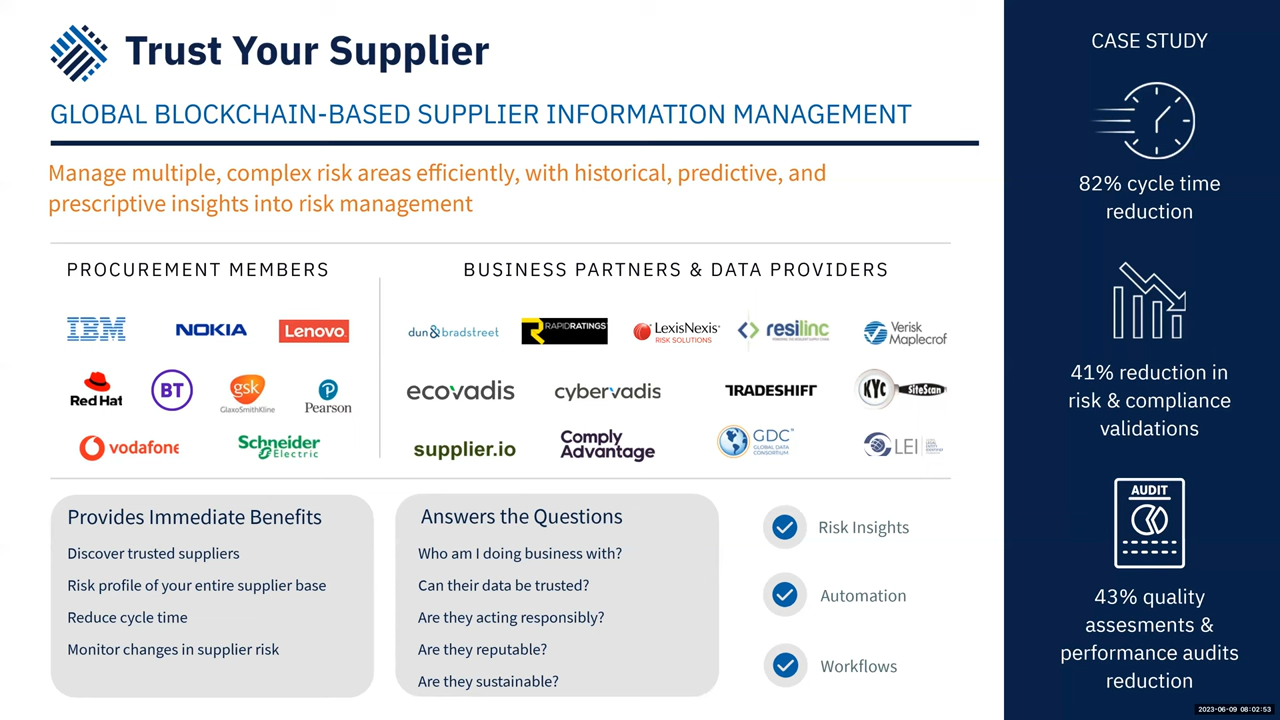 Trust Your Supplier
GLOBAL BLOCKCHAIN-BASED SUPPLIER INFORMATION MANAGEMENT
Manage multiple, complex risk areas efficiently, with historical, predictive, and
prescriptive insights into risk management
PROCUREMENT MEMBERS
IBM
NOKIA
Lenovo
Red Hat
BT
gsk
GlaxoSmithKline
Pearson
vodafone
Schneider
Electric
BUSINESS PARTNERS & DATA PROVIDERS
dun&bradstreet
RAPIDRATINGS
LexisNexis
RISK SOLUTIONS
resilinc
Verisk
Maplecrof
ecovadis
cybervadis
TRADESHIFT
KYC SiteScan
supplier.io
Comply
Advantage
GDC
GLOBAL DATA
CONSORTIUM
LEI
Provides Immediate Benefits
Discover trusted suppliers
Risk profile of your entire supplier base
Reduce cycle time
Monitor changes in supplier risk
Answers the Questions
Who am I doing business with?
Can their data be trusted?
Are they acting responsibly?
Are they reputable?
Are they sustainable?
Risk Insights
Automation
Workflows
CASE STUDY
82% cycle time
reduction
41% reduction in
risk & compliance
validations
AUDIT
43% quality
assesments &
performance audits
reduction
2023-06-09 08:02:53